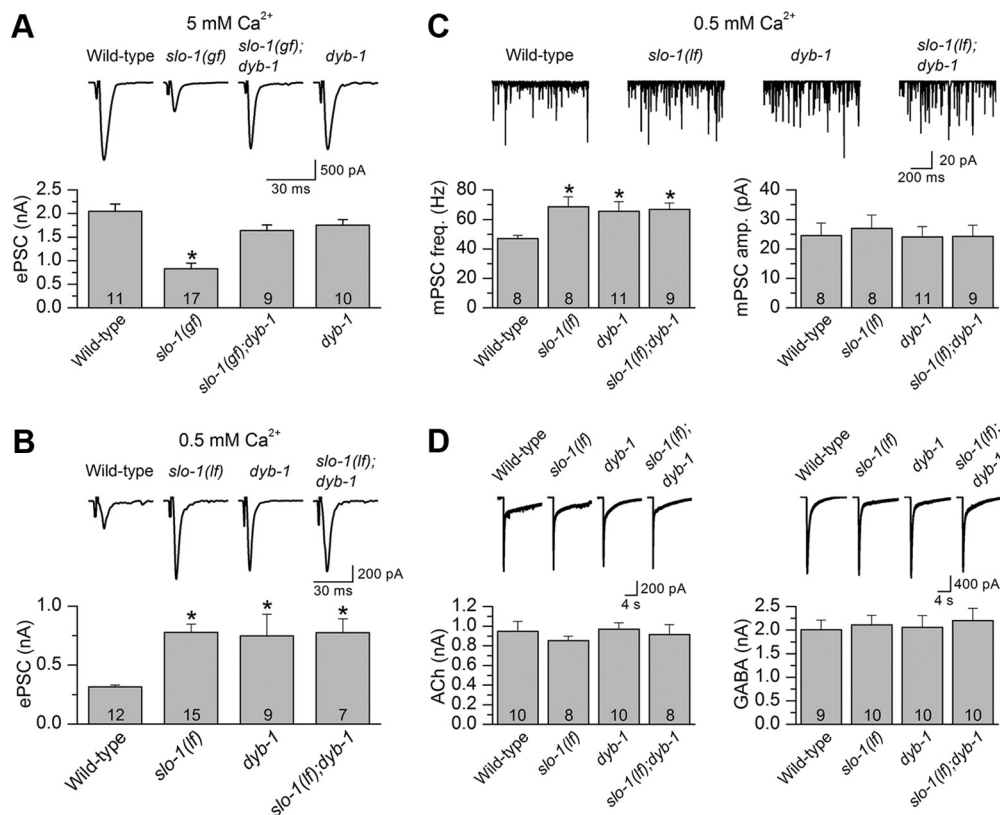 A
5 mM Ca²⁺
Wild-type
slo-1(gf)
slo-1(gf);
dyb-1
dyb-1
500 pA
30 ms
ePSC (nA)
2.5
2.0
1.5
1.0
0.5
0.0
11
17
9
10
*
Wild-type
slo-1(gf)
slo-1(gf);dyb-1
dyb-1
B
0.5 mM Ca²⁺
Wild-type
slo-1(lf)
dyb-1
slo-1(lf);
dyb-1
200 pA
30 ms
ePSC (nA)
1.0
0.5
0.0
12
15
9
7
* * *
Wild-type
slo-1(lf)
dyb-1
slo-1(lf);dyb-1
C
0.5 mM Ca²⁺
Wild-type
slo-1(lf)
dyb-1
slo-1(lf);
dyb-1
20 pA
200 ms
mPSC freq. (Hz)
80
60
40
20
0
8
8
11
9
* * *
Wild-type
slo-1(lf)
dyb-1
slo-1(lf);dyb-1
mPSC amp. (pA)
40
30
20
10
0
8
8
11
9
Wild-type
slo-1(lf)
dyb-1
slo-1(lf);dyb-1
D
Wild-type
slo-1(lf)
dyb-1
slo-1(lf);
dyb-1
200 pA
4 s
ACh (nA)
1.2
1.0
0.8
0.6
0.4
0.2
0.0
10
8
10
8
Wild-type
slo-1(lf)
dyb-1
slo-1(lf);dyb-1
Wild-type
slo-1(lf)
dyb-1
slo-1(lf);
dyb-1
400 pA
4 s
GABA (nA)
2.5
2.0
1.5
1.0
0.5
0.0
9
10
10
10
Wild-type
slo-1(lf)
dyb-1
slo-1(lf);dyb-1